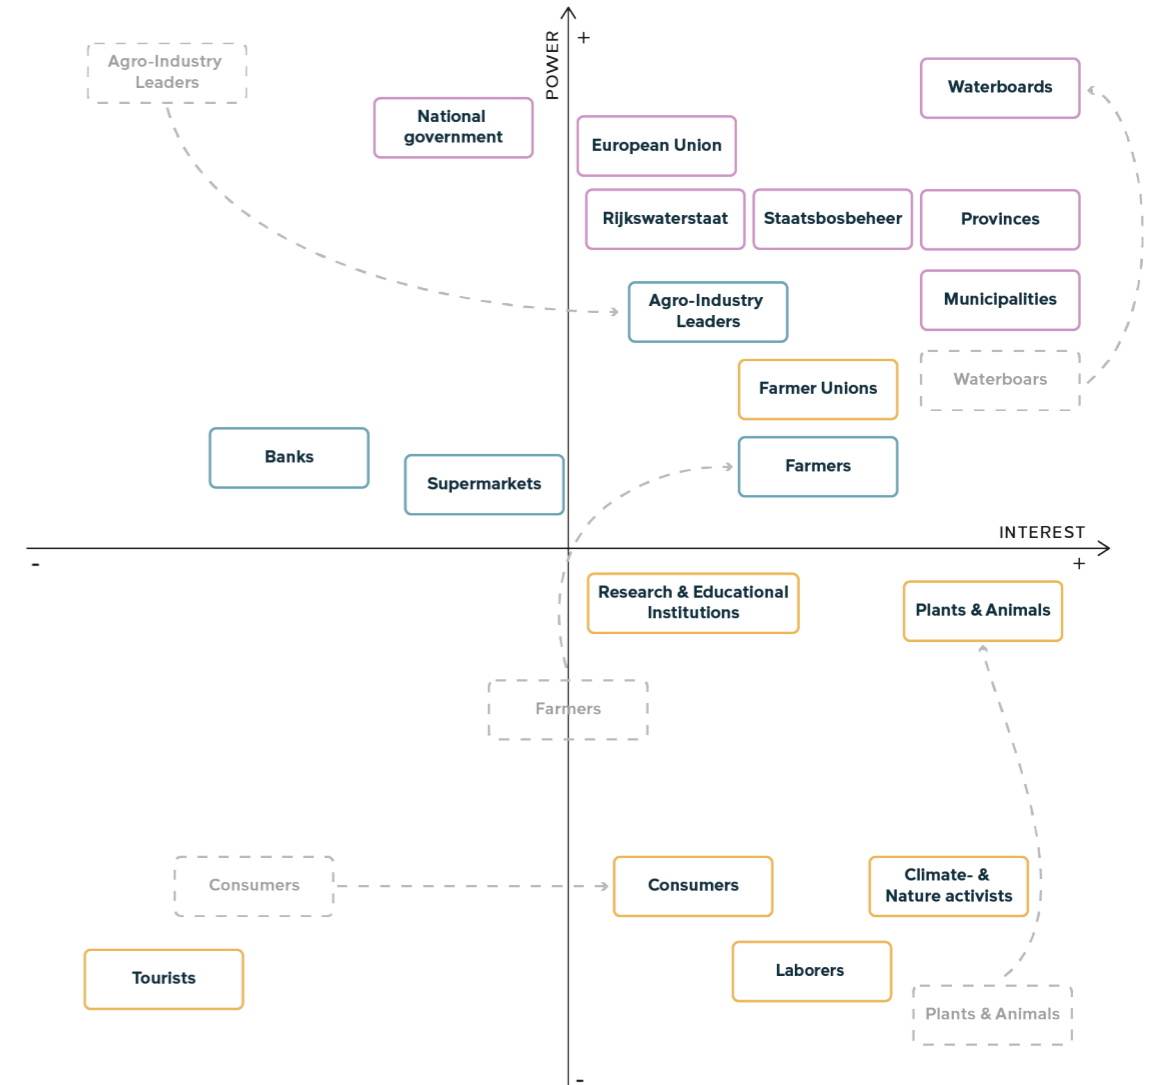 POWER
+
Agro-Industry
Leaders
National
government
European Union
Waterboards
Rijkswaterstaat
Staatsbosbeheer
Provinces
Agro-Industry
Leaders
Municipalities
Farmer Unions
Waterboars
Banks
Supermarkets
Farmers
INTEREST
-
+
Research & Educational
Institutions
Plants & Animals
Farmers
Consumers
Consumers
Climate- &
Nature activists
Tourists
Laborers
Plants & Animals
-